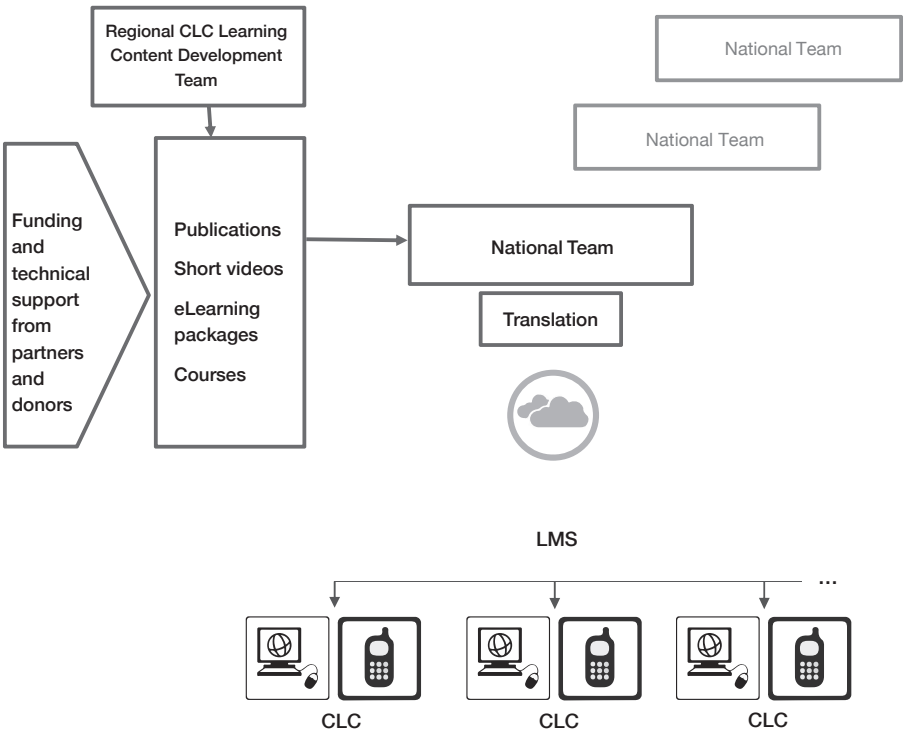 Regional CLC Learning
Content Development
Team
National Team
National Team
Funding
and
technical
support
from
partners
and
donors
Publications
Short videos
eLearning
packages
Courses
National Team
Translation
LMS
...
CLC
CLC
CLC